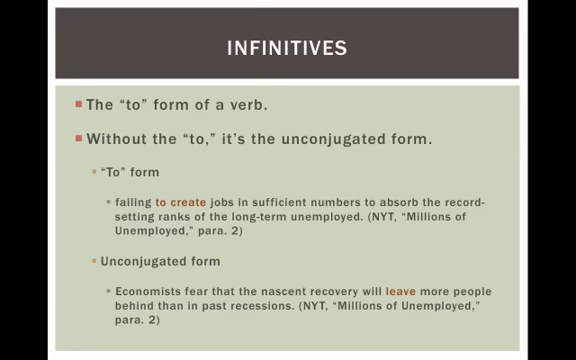 INFINITIVES
The “to” form of a verb.
Without the “to,” it’s the unconjugated form.
“To” form
failing to create jobs in sufficient numbers to absorb the record-
setting ranks of the long-term unemployed. (NYT, “Millions of
Unemployed,” para. 2)
Unconjugated form
Economists fear that the nascent recovery will leave more people
behind than in past recessions. (NYT, “Millions of Unemployed,”
para. 2)